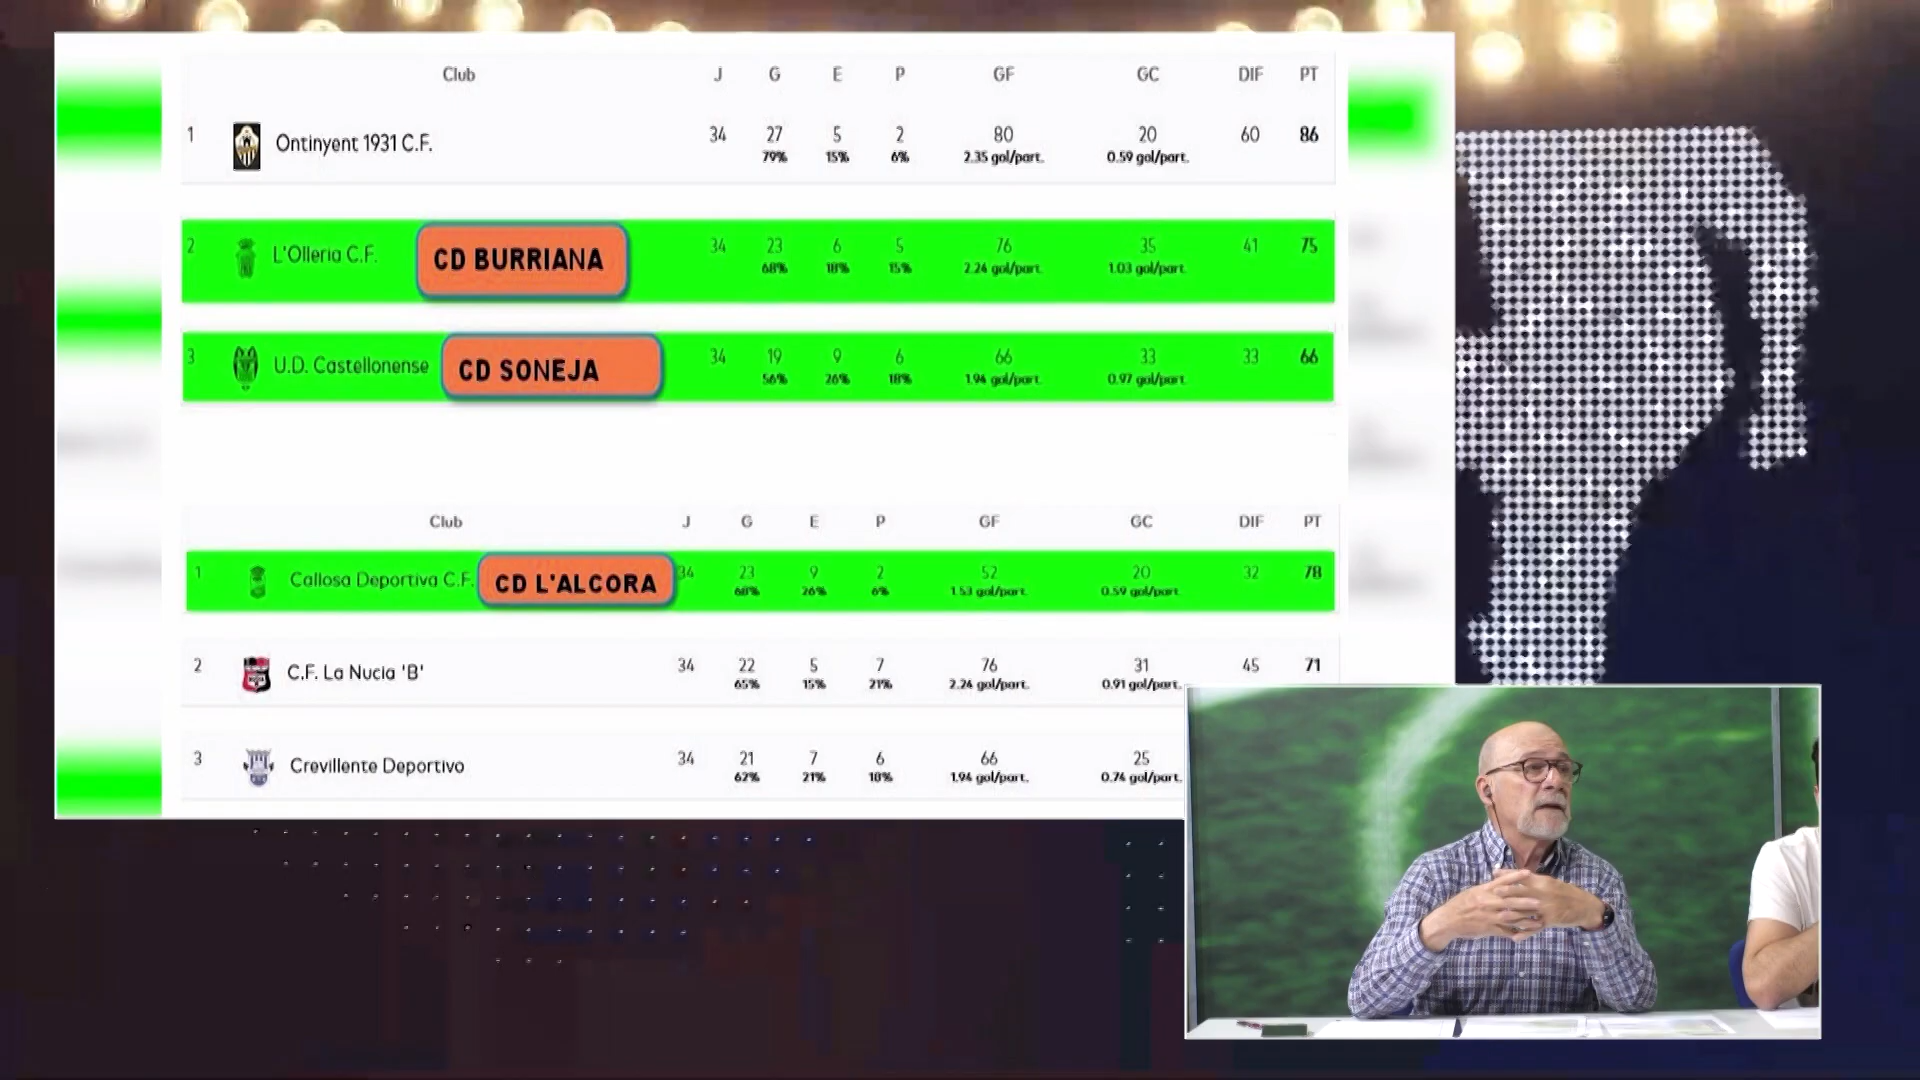 Club J G E P GF GC DIF PT
1 Ontinyent 1931 C.F. 34 27 5 2 80 20 60 86
79% 15% 6% 2.35 gol/part. 0.59 gol/part.
2 L'Olleria C.F. CD BURRIANA 34 23 6 5 76 35 41 75
68% 18% 15% 2.24 gol/part. 1.03 gol/part.
3 U.D. Castellonense CD SONEJA 34 19 9 6 66 33 33 66
56% 26% 18% 1.94 gol/part. 0.97 gol/part.
Club J G E P GF GC DIF PT
1 Callosa Deportiva C.F. CD L'ALCORA 34 23 9 2 52 20 32 78
68% 26% 6% 1.53 gol/part. 0.59 gol/part.
2 C.F. La Nucia 'B' 34 22 5 7 76 31 45 71
65% 15% 21% 2.24 gol/part. 0.91 gol/part.
3 Crevillente Deportivo 34 21 7 6 66 25
62% 21% 18% 1.94 gol/part. 0.74 gol/part.